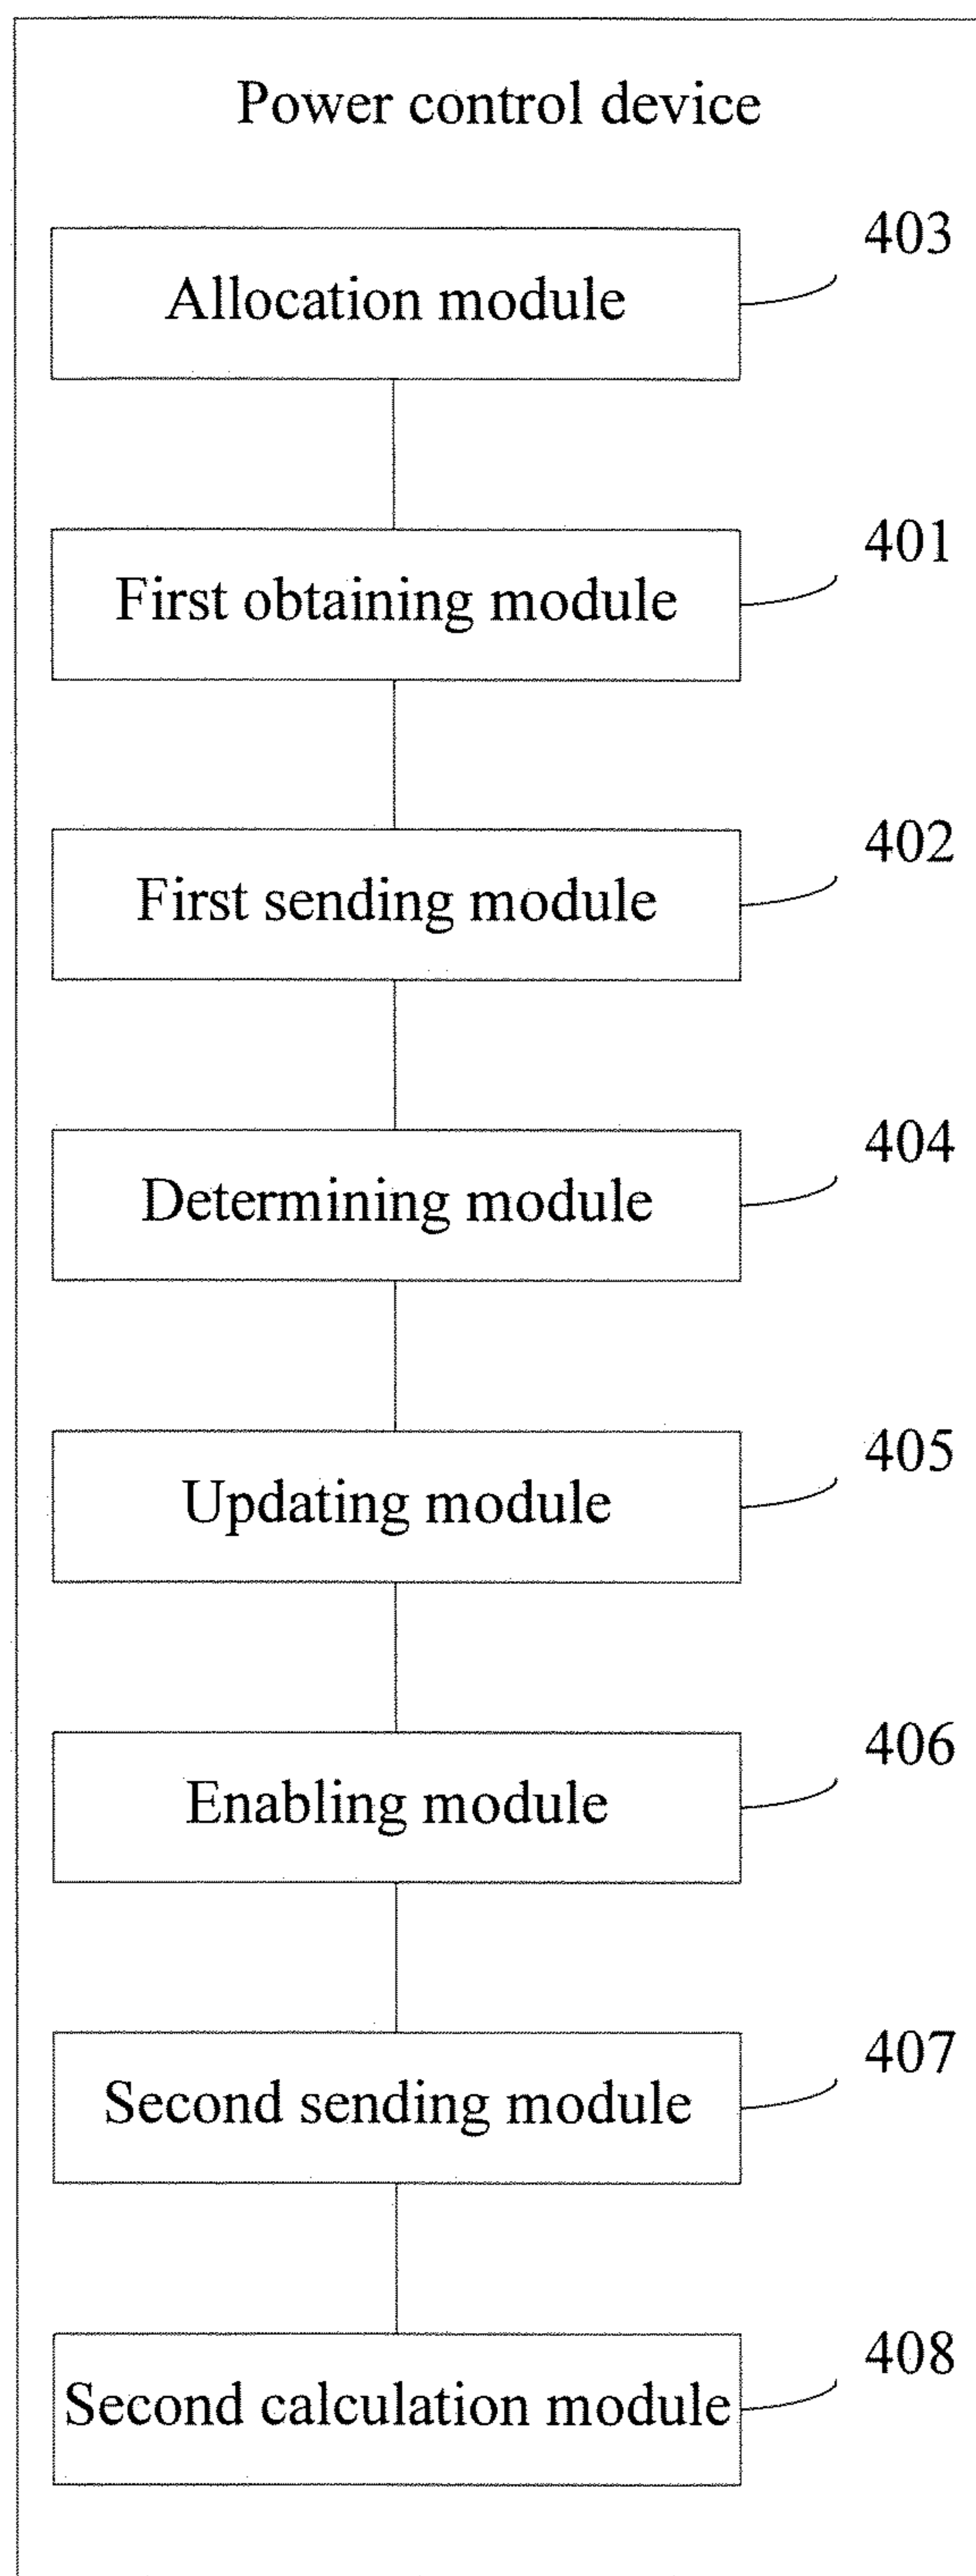 Power control device
403
Allocation module
401
First obtaining module
402
First sending module
404
Determining module
405
Updating module
406
Enabling module
407
Second sending module
408
Second calculation module